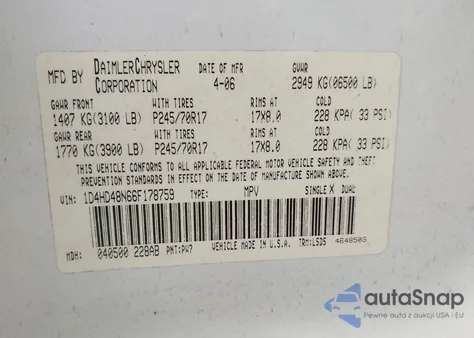 MFD BY DAIMLERCHRYSLER CORPORATION DATE OF MFR 4-06 GVWR 2949 KG(06500 LB)
GAWR FRONT WITH TIRES RIMS AT COLD
1407 KG(3100 LB) P245/70R17 17X8.0 228 KPA( 33 PSI)
GAWR REAR WITH TIRES RIMS AT COLD
1770 KG(3900 LB) P245/70R17 17X8.0 228 KPA( 33 PSI)
THIS VEHICLE CONFORMS TO ALL APPLICABLE FEDERAL MOTOR VEHICLE SAFETY AND THEFT
PREVENTION STANDARDS IN EFFECT ON THE DATE OF MANUFACTURE SHOWN ABOVE.
VIN: 1D4HD48N66F178759 TYPE: MPV SINGLE X DUAL
MDH: 040500 228AB PNT:PW7 VEHICLE MADE IN U.S.A. TRM:L5D5 4648503
autoSnap
Pewne auta z aukcji USA i EU